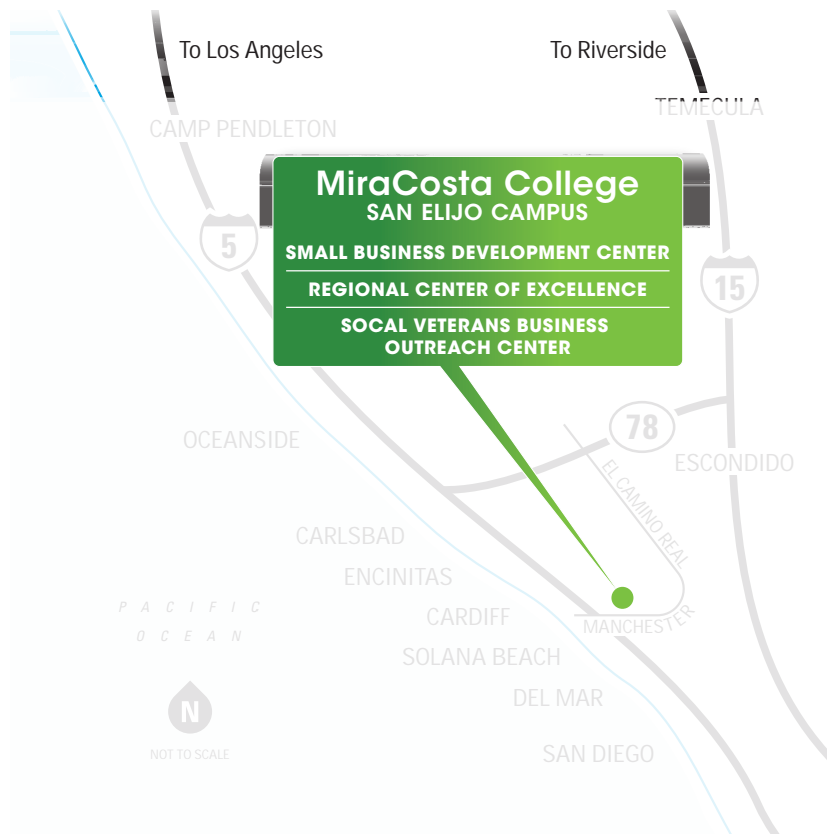 To Los Angeles
To Riverside
TEMECULA
CAMP PENDLETON
MiraCosta College
SAN ELIJO CAMPUS
5
SMALL BUSINESS DEVELOPMENT CENTER
REGIONAL CENTER OF EXCELLENCE
15
SOCAL VETERANS BUSINESS
OUTREACH CENTER
78
OCEANSIDE
ESCONDIDO
EL CAMINO REAL
CARLSBAD
ENCINITAS
PACIFIC
OCEAN
CARDIFF
MANCHESTER
SOLANA BEACH
DEL MAR
N
NOT TO SCALE
SAN DIEGO